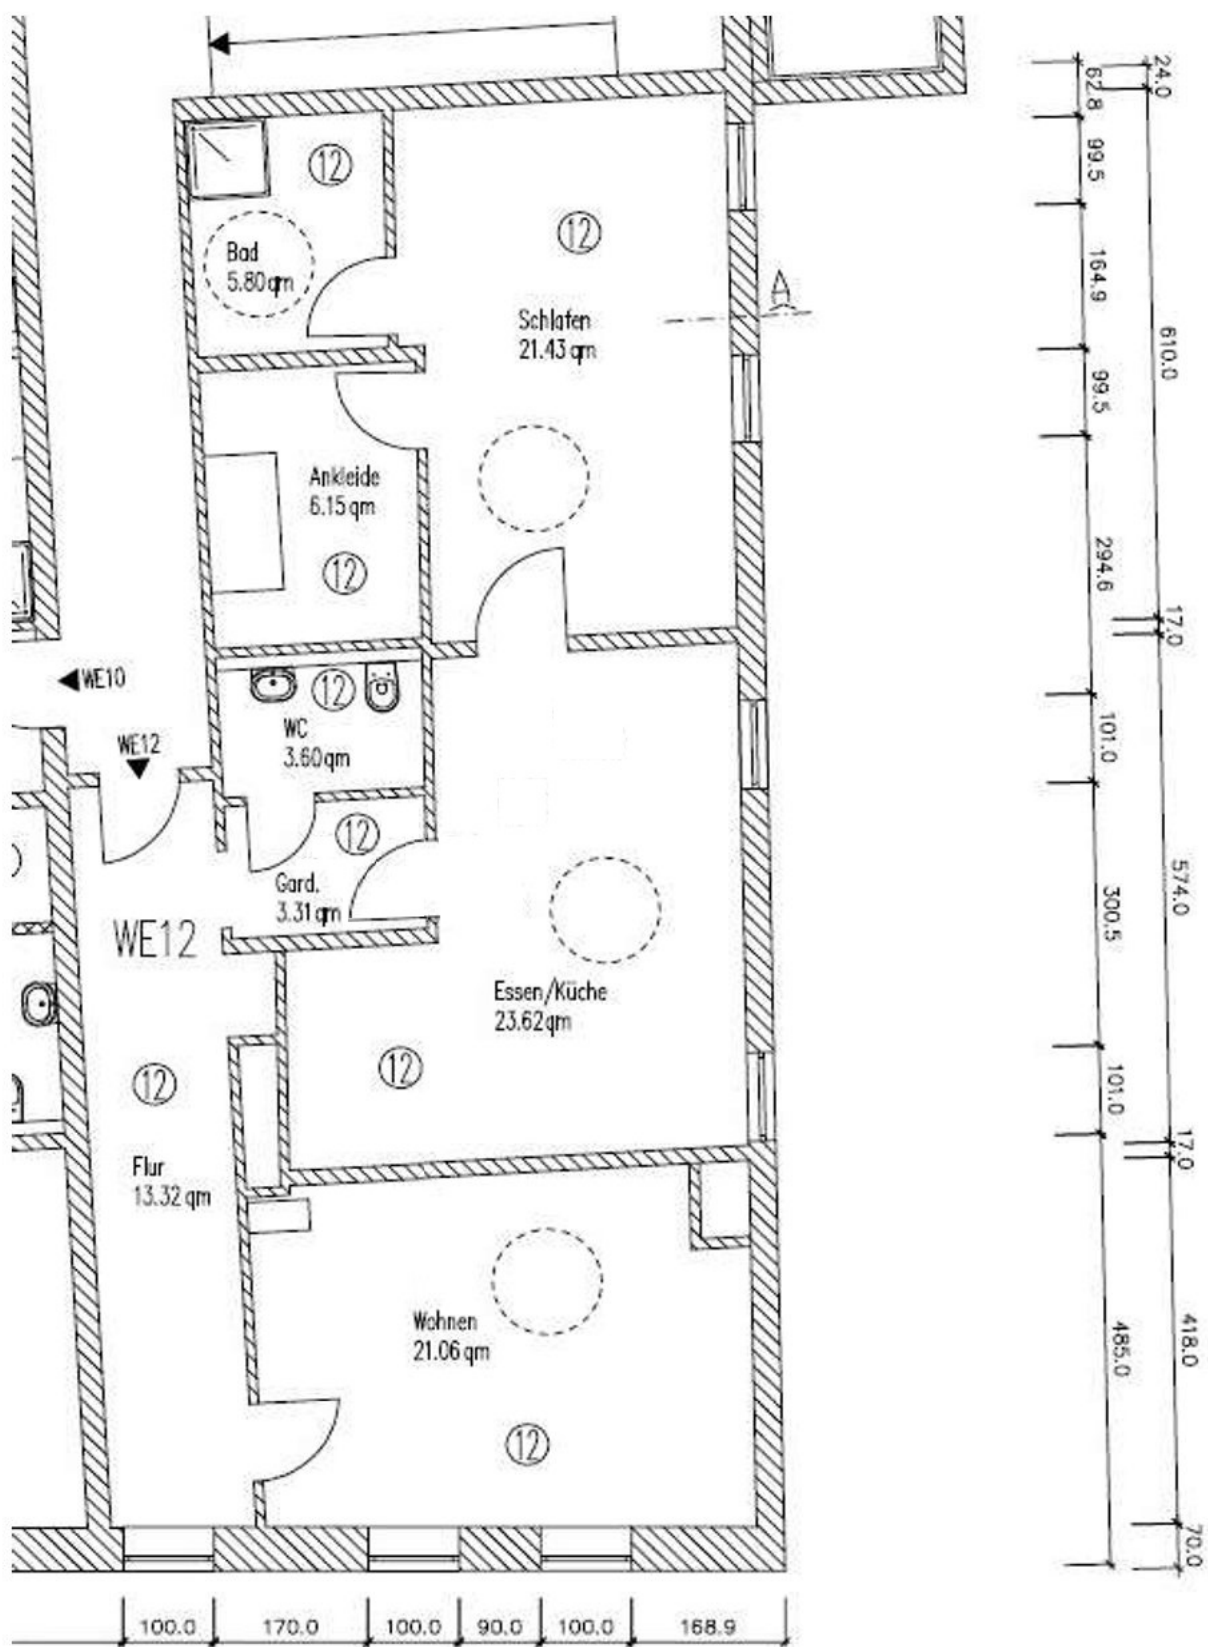 12
Bad
5.80 qm
12
Schlafen
21.43 qm
A
Ankleide
6.15 qm
12
WE10
WE12
12
WC
3.60 qm
12
Gard.
3.31 qm
WE12
Essen/Küche
23.62 qm
12
12
Flur
13.32 qm
Wohnen
21.06 qm
12
24.0
62.8
99.5
164.9
610.0
99.5
294.6
17.0
101.0
574.0
300.5
101.0
17.0
418.0
485.0
70.0
100.0 170.0 100.0 90.0 100.0 168.9